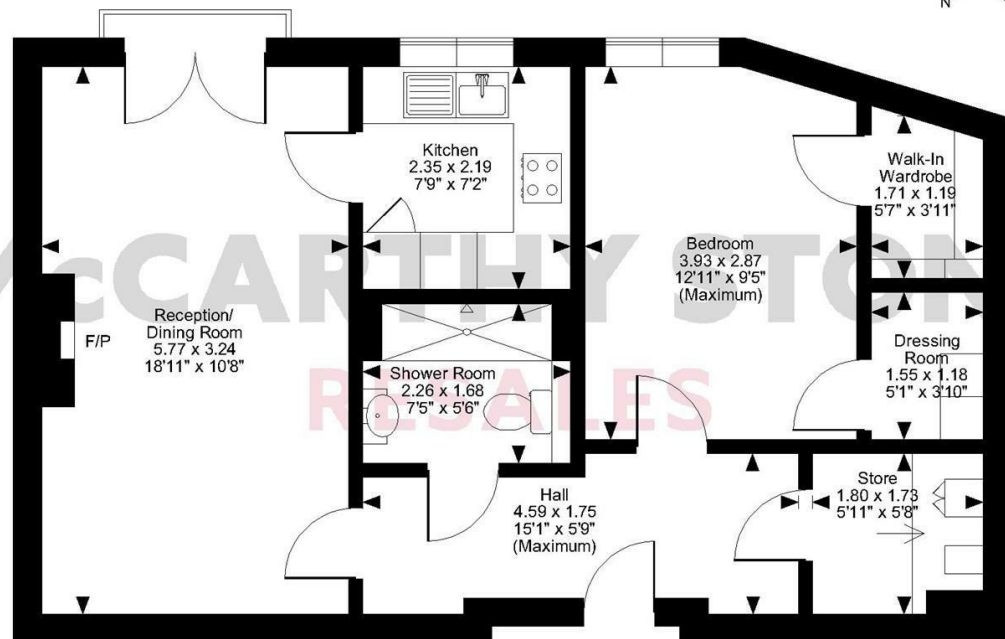 N
Kitchen
2.35 x 2.19
7'9" x 7'2"
Walk-In
Wardrobe
1.71 x 1.19
5'7" x 3'11"
Bedroom
3.93 x 2.87
12'11" x 9'5"
(Maximum)
McCARTHY STON
RESALES
Reception/
Dining Room
5.77 x 3.24
18'11" x 10'8"
F/P
Dressing
Room
1.55 x 1.18
5'1" x 3'10"
Shower Room
2.26 x 1.68
7'5" x 5'6"
Hall
4.59 x 1.75
15'1" x 5'9"
(Maximum)
Store
1.80 x 1.73
5'11" x 5'8"